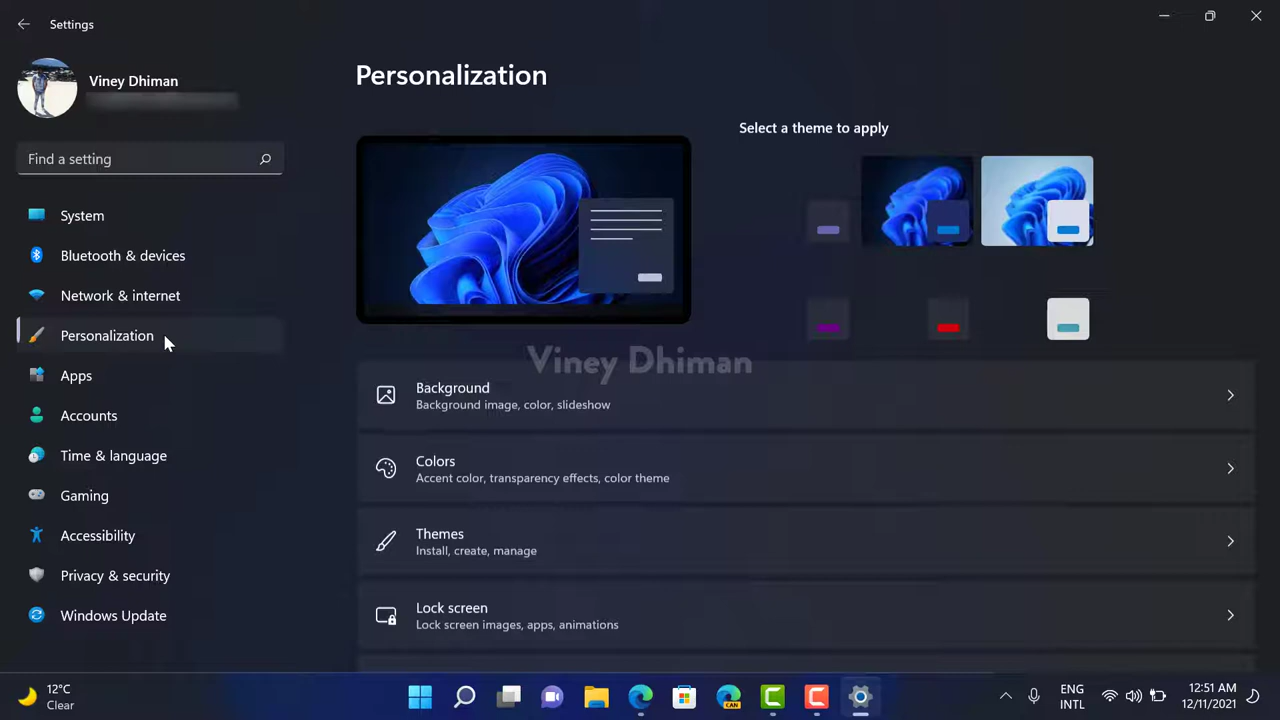 Settings
Viney Dhiman
Find a setting
System
Bluetooth & devices
Network & internet
Personalization
Apps
Accounts
Time & language
Gaming
Accessibility
Privacy & security
Windows Update
Personalization
Select a theme to apply
Viney Dhiman
Background
Background image, color, slideshow
Colors
Accent color, transparency effects, color theme
Themes
Install, create, manage
Lock screen
Lock screen images, apps, animations
12°C
Clear
CAN
ENG
INTL
12:51 AM
12/11/2021